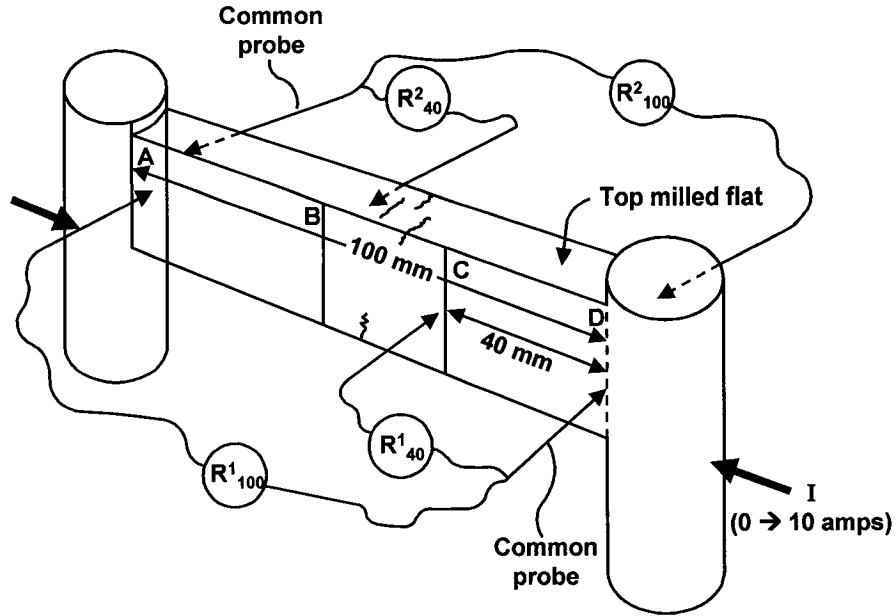 Common
probe
R²₄₀
R²₁₀₀
A
Top milled flat
B
100 mm
C
D
40 mm
R¹₄₀
R¹₁₀₀
I
(0 → 10 amps)
Common
probe